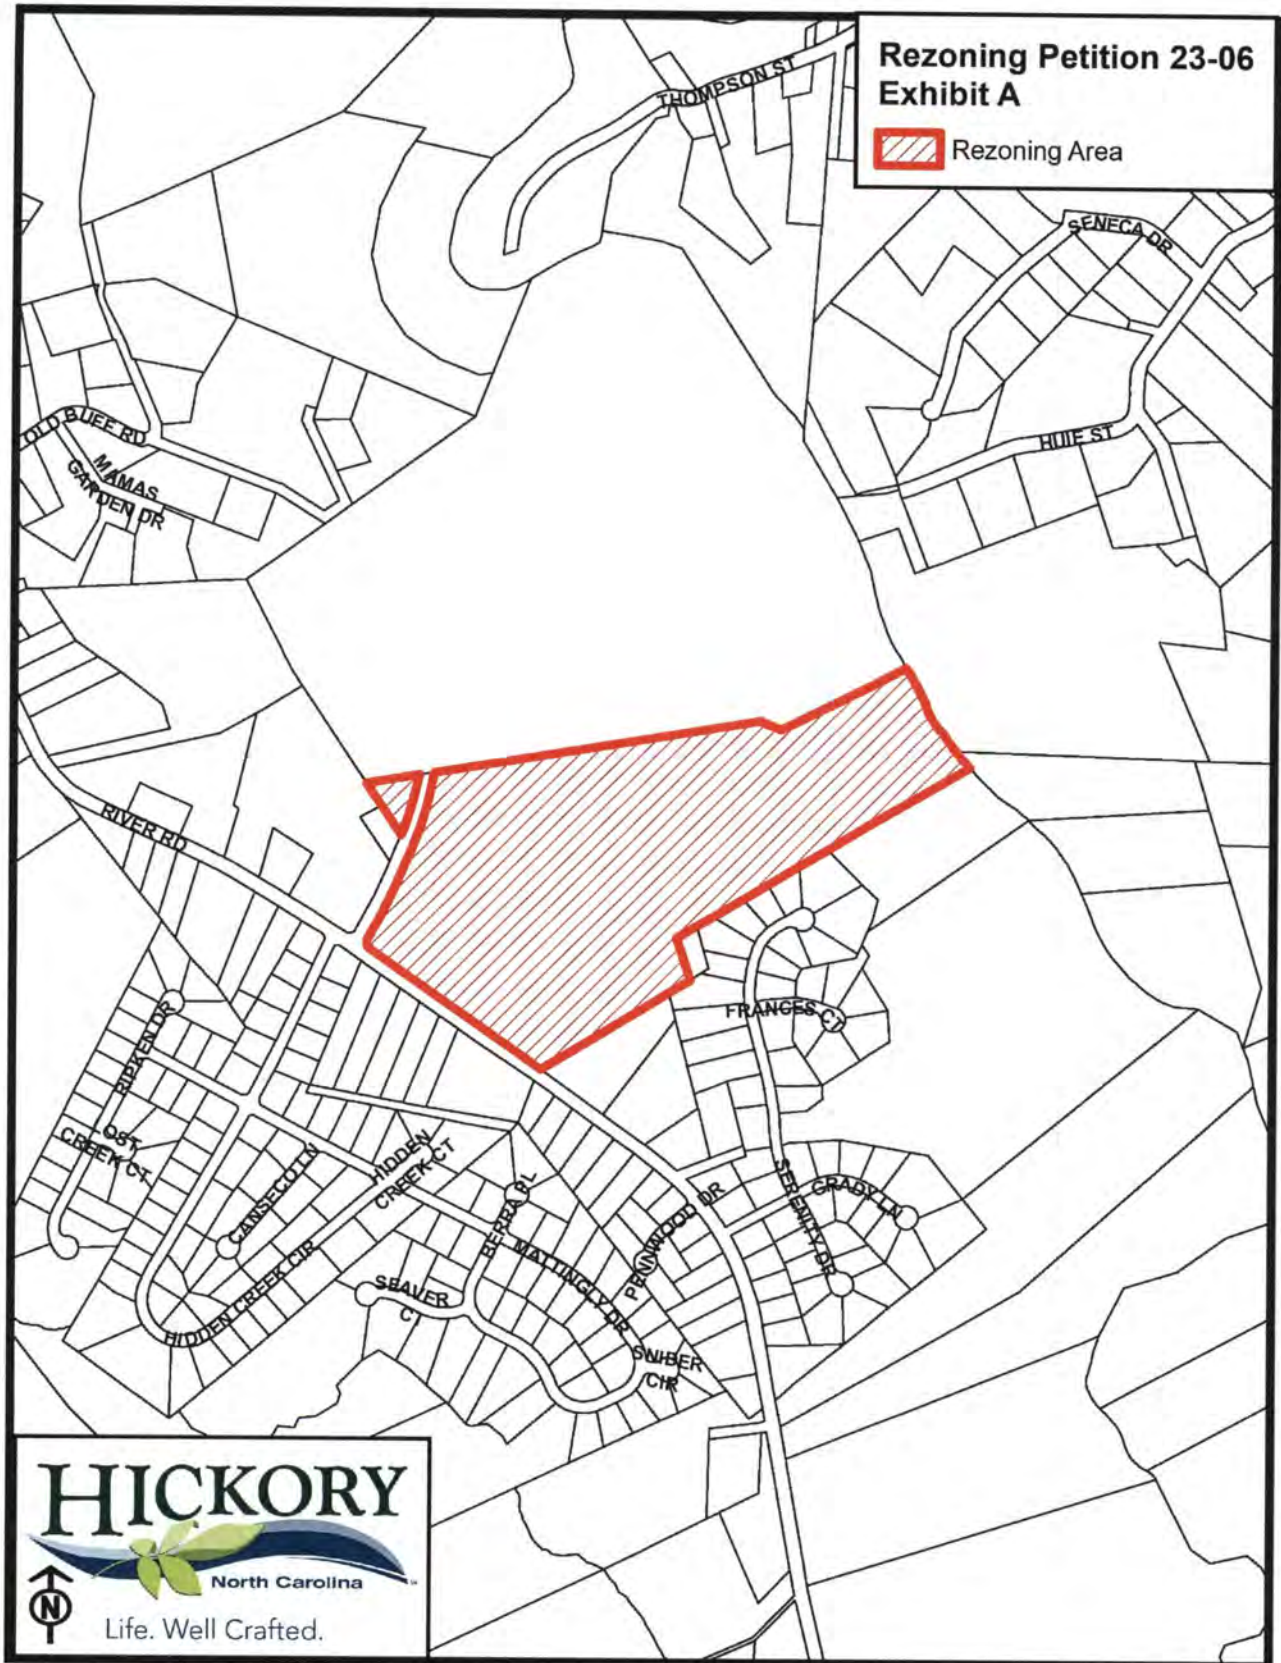 Rezoning Petition 23-06
Exhibit A
Rezoning Area
THOMPSON ST
SENECA DR
HUIE ST
OLD BUFF RD
MAMAS
GARDEN DR
RIVER RD
FRANCES CT
RIPKEN DR
OST
CREEK CT
CANSECO LN
HIDDEN
CREEK CT
HIDDEN CREEK CIR
BERRA PL
SEAVER
C
MATTINGLY DR
PENNWOOD DR
SERENITY DR
GRADY LN
SNIDER
CIR
HICKORY
North Carolina
N
Life. Well Crafted.